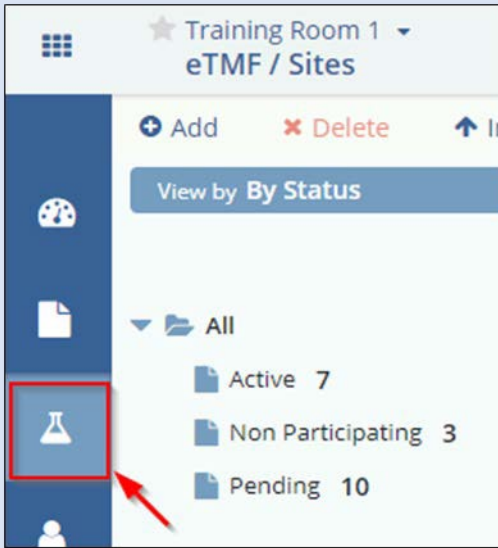 Training Room 1
eTMF / Sites
Add Delete
View by By Status
All
Active 7
Non Participating 3
Pending 10